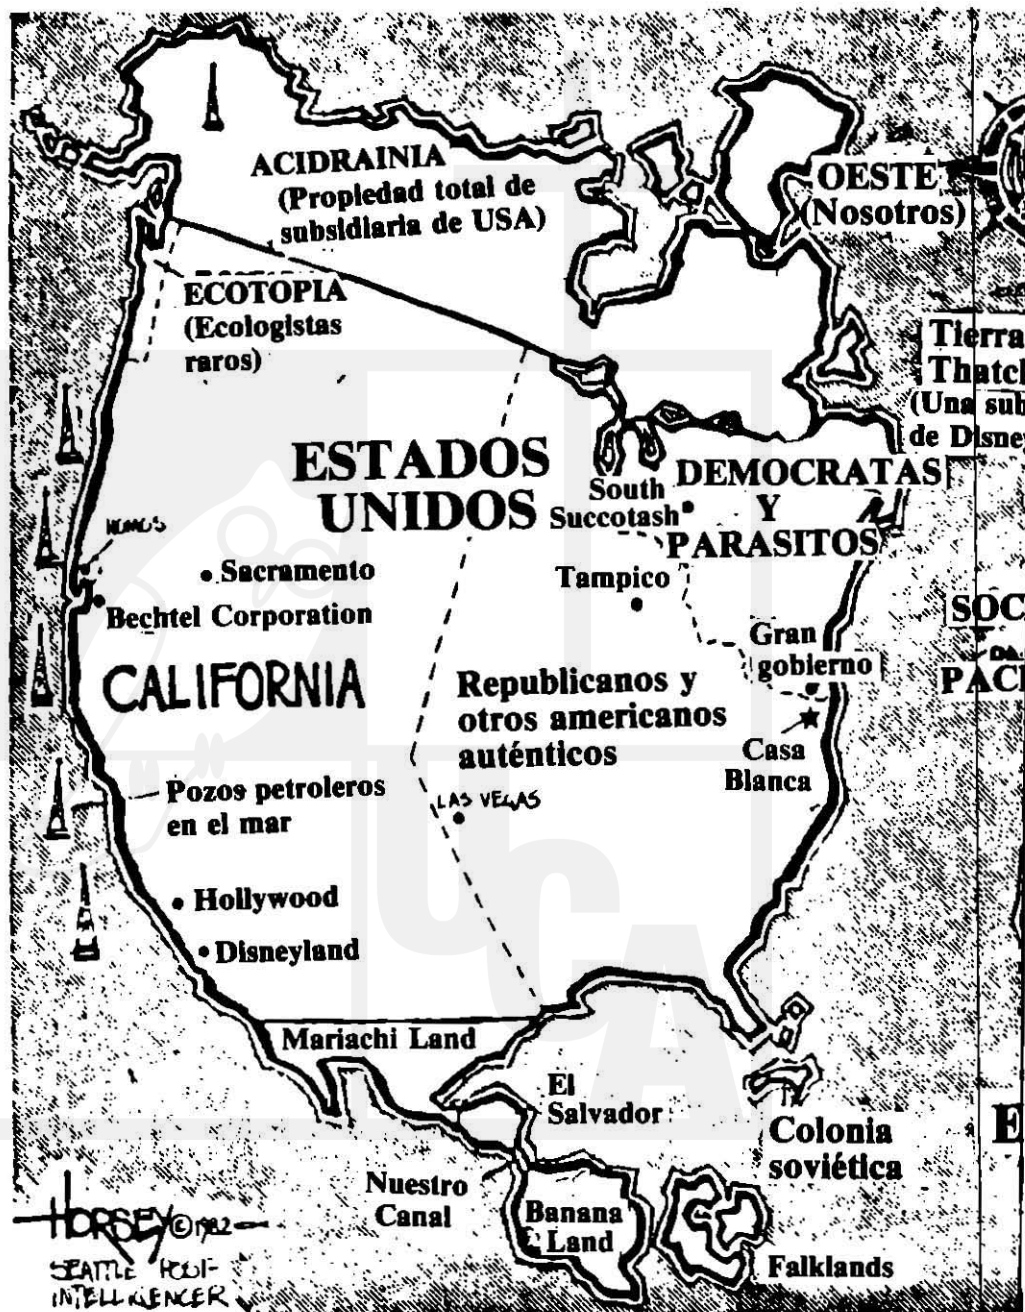 ACIDRAINIA
(Propiedad total de
subsidiaria de USA)
OESTE
(Nosotros)
ECOTOPIA
(Ecologistas
raros)
Tierra
(Una
de
ESTADOS
UNIDOS
South
Succotash
DEMOCRATAS
Y
PARASITOS
HOMOS
Sacramento
Bechtel Corporation
Tampico
Gran
gobierno
CALIFORNIA
Republicanos y
otros americanos
auténticos
Casa
Blanca
Pozos petroleros
en el mar
LAS VEGAS
Hollywood
Disneyland
Mariachi Land
El
Salvador
Colonia
soviética
Nuestro
Canal
Banana
Land
Falklands
HORSEY © 1982
SEATTLE POST-
INTELLIGENCER
UCA